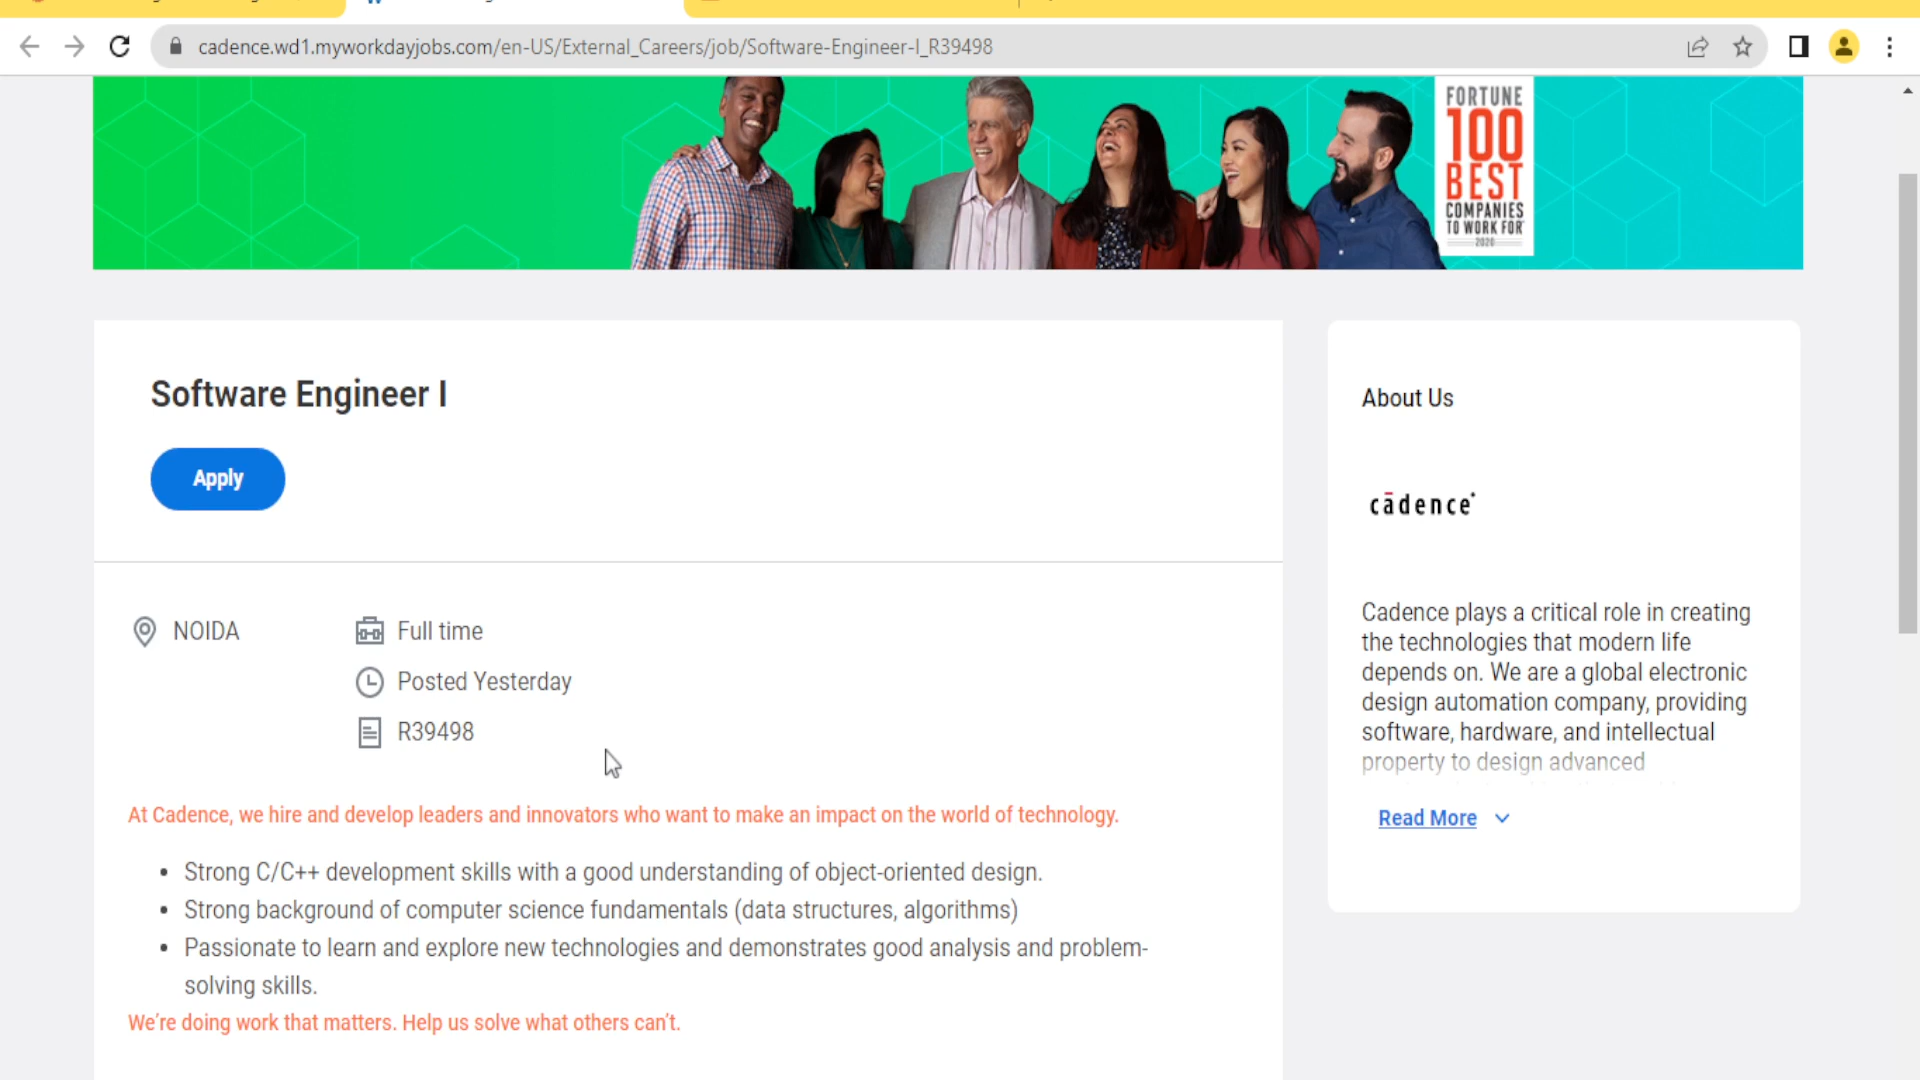 cadence.wd1.myworkdayjobs.com/en-US/External_Careers/job/Software-Engineer-I_R39498
FORTUNE
100
BEST
COMPANIES
TO WORK FOR
2020
Software Engineer I
Apply
NOIDA
Full time
Posted Yesterday
R39498
At Cadence, we hire and develop leaders and innovators who want to make an impact on the world of technology.
• Strong C/C++ development skills with a good understanding of object-oriented design.
• Strong background of computer science fundamentals (data structures, algorithms)
• Passionate to learn and explore new technologies and demonstrates good analysis and problem-
solving skills.
We're doing work that matters. Help us solve what others can't.
About Us
cādence
Cadence plays a critical role in creating
the technologies that modern life
depends on. We are a global electronic
design automation company, providing
software, hardware, and intellectual
property to design advanced
Read More